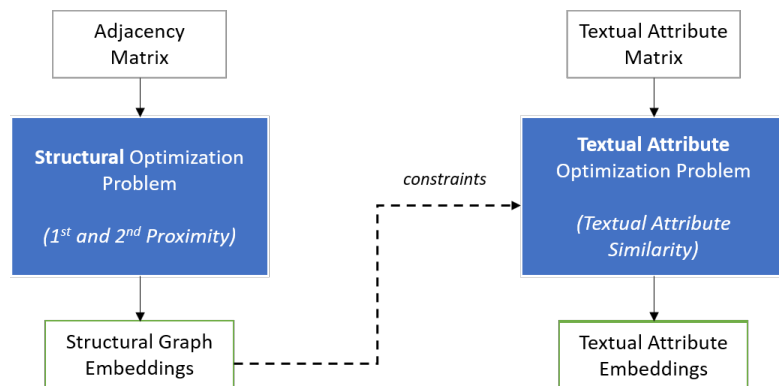 Adjacency
Matrix
Structural Optimization
Problem
(1st and 2nd Proximity)
Structural Graph
Embeddings
constraints
Textual Attribute
Matrix
Textual Attribute
Optimization Problem
(Textual Attribute
Similarity)
Textual Attribute
Embeddings